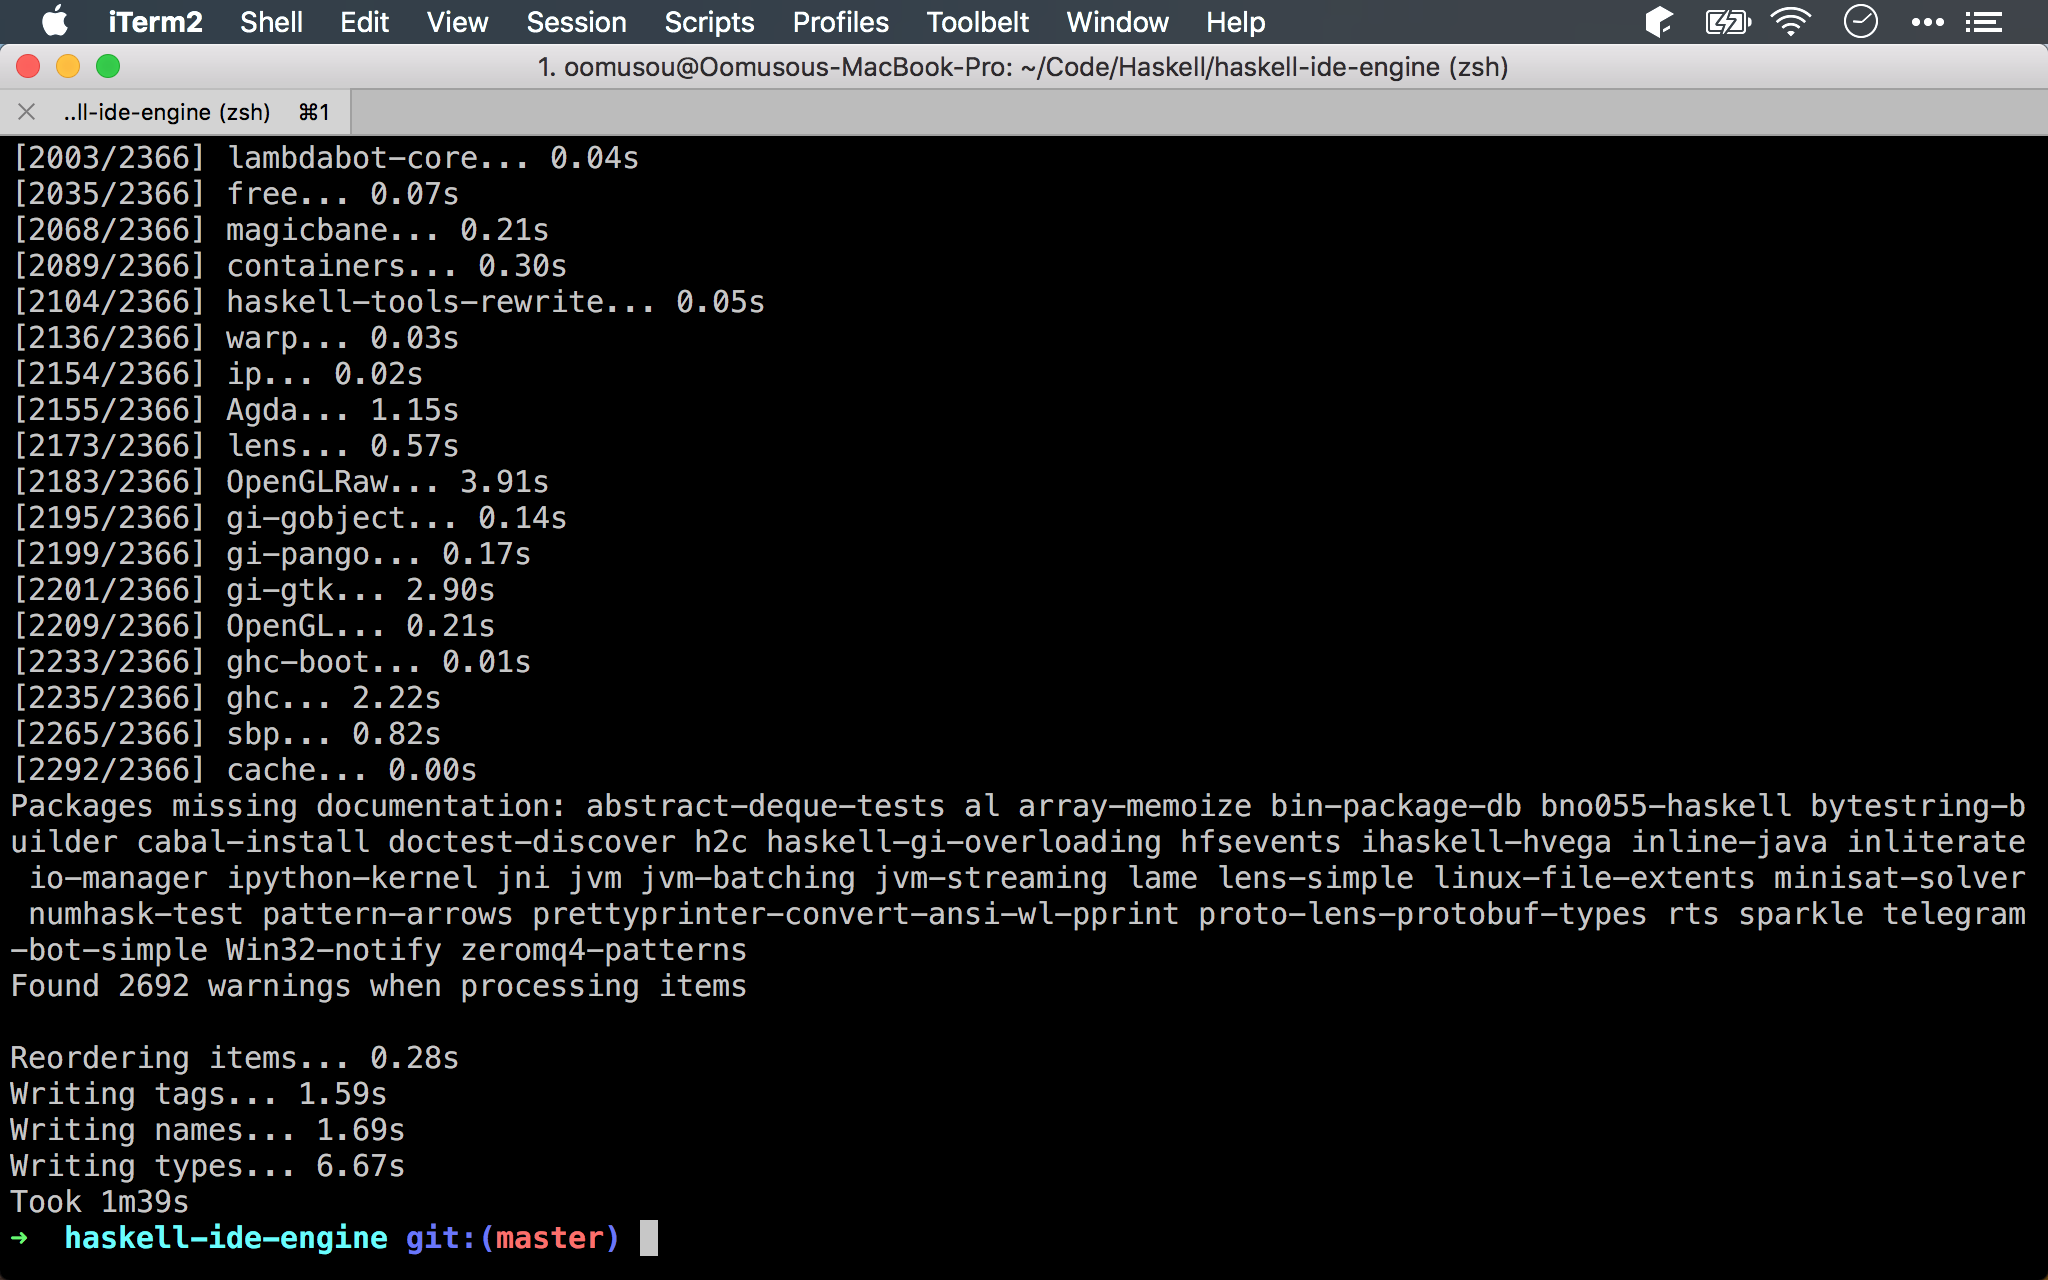 iTerm2 Shell Edit View Session Scripts Profiles Toolbelt Window Help
1. oomusou@Oomusous-MacBook-Pro: ~/Code/Haskell/haskell-ide-engine (zsh)
..ll-ide-engine (zsh) ⌘1
[2003/2366] lambdabot-core... 0.04s
[2035/2366] free... 0.07s
[2068/2366] magicbane... 0.21s
[2089/2366] containers... 0.30s
[2104/2366] haskell-tools-rewrite... 0.05s
[2136/2366] warp... 0.03s
[2154/2366] ip... 0.02s
[2155/2366] Agda... 1.15s
[2173/2366] lens... 0.57s
[2183/2366] OpenGLRaw... 3.91s
[2195/2366] gi-gobject... 0.14s
[2199/2366] gi-pango... 0.17s
[2201/2366] gi-gtk... 2.90s
[2209/2366] OpenGL... 0.21s
[2233/2366] ghc-boot... 0.01s
[2235/2366] ghc... 2.22s
[2265/2366] sbp... 0.82s
[2292/2366] cache... 0.00s
Packages missing documentation: abstract-deque-tests al array-memoize bin-package-db bno055-haskell bytestring-b
uilder cabal-install doctest-discover h2c haskell-gi-overloading hfsevents ihaskell-hvega inline-java inliterate
 io-manager ipython-kernel jni jvm jvm-batching jvm-streaming lame lens-simple linux-file-extents minisat-solver
 numhask-test pattern-arrows prettyprinter-convert-ansi-wl-pprint proto-lens-protobuf-types rts sparkle telegram
-bot-simple Win32-notify zeromq4-patterns
Found 2692 warnings when processing items
Reordering items... 0.28s
Writing tags... 1.59s
Writing names... 1.69s
Writing types... 6.67s
Took 1m39s
➜ haskell-ide-engine git:(master)